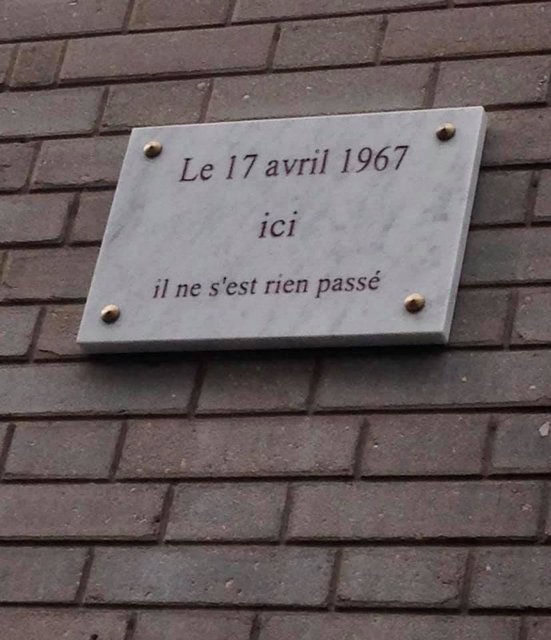 Le 17 avril 1967
ici
il ne s'est rien passé